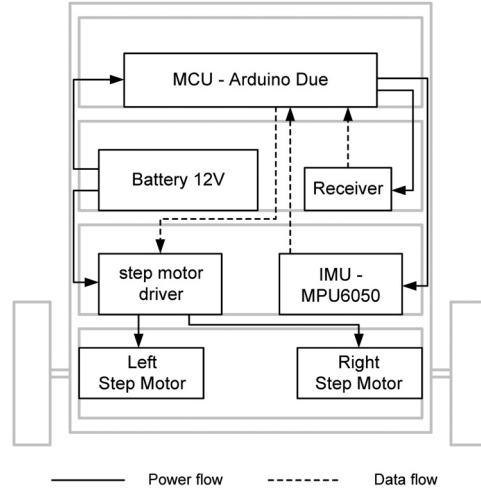 MCU - Arduino Due
Battery 12V
Receiver
step motor
driver
IMU -
MPU6050
Left
Step Motor
Right
Step Motor
Power flow
Data flow